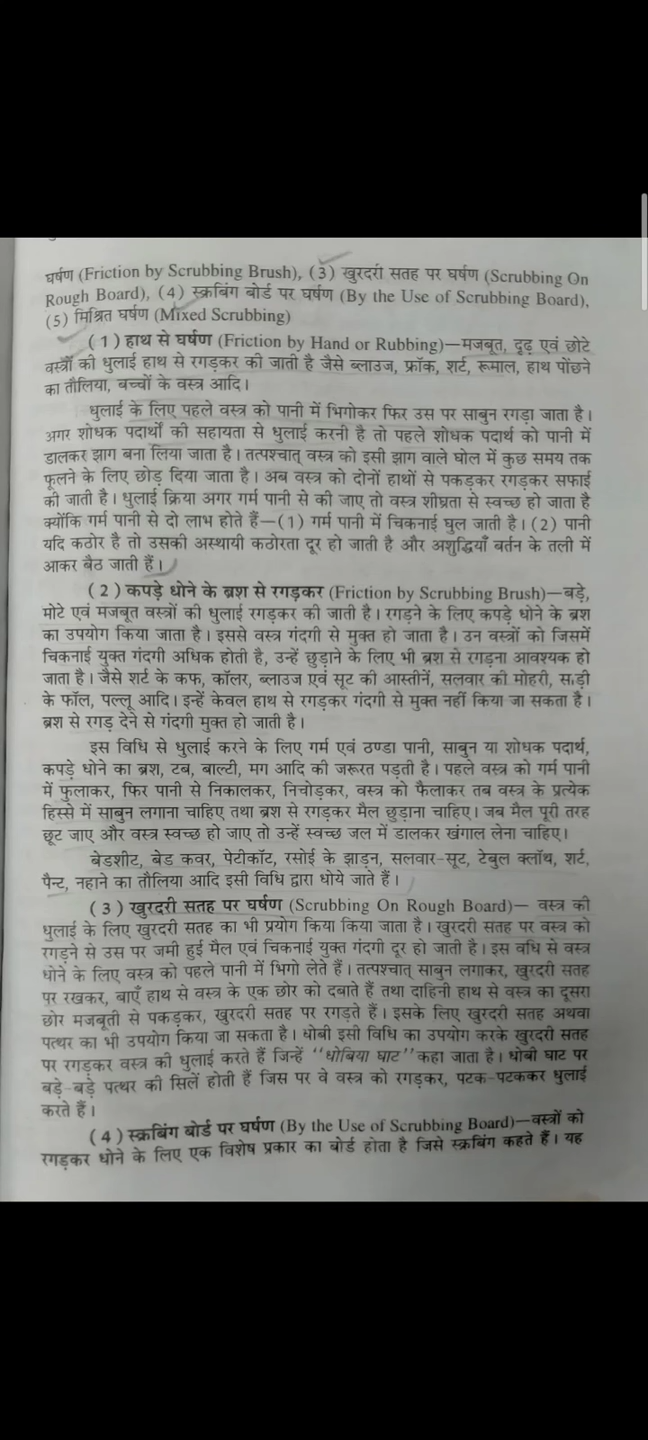 घर्षण (Friction by Scrubbing Brush), (3) खुरदरी सतह पर घर्षण (Scrubbing On
Rough Board), (4) स्क्रबिंग बोर्ड पर घर्षण (By the Use of Scrubbing Board),
(5) मिश्रित घर्षण (Mixed Scrubbing)
(1) हाथ से घर्षण (Friction by Hand or Rubbing)—मजबूत, दृढ़ एवं छोटे
वस्त्रों की धुलाई हाथ से रगड़कर की जाती है जैसे ब्लाउज, फ्रॉक, शर्ट, रूमाल, हाथ पोंछने
का तौलिया, बच्चों के वस्त्र आदि।
धुलाई के लिए पहले वस्त्र को पानी में भिगोकर फिर उस पर साबुन रगड़ा जाता है।
अगर शोधक पदार्थों की सहायता से धुलाई करनी है तो पहले शोधक पदार्थ को पानी में
डालकर झाग बना लिया जाता है। तत्पश्चात् वस्त्र को इसी झाग वाले घोल में कुछ समय तक
फूलने के लिए छोड़ दिया जाता है। अब वस्त्र को दोनों हाथों से पकड़कर रगड़कर सफाई
की जाती है। धुलाई क्रिया अगर गर्म पानी से की जाए तो वस्त्र शीघ्रता से स्वच्छ हो जाता है
क्योंकि गर्म पानी से दो लाभ होते हैं—(1) गर्म पानी में चिकनाई घुल जाती है। (2) पानी
यदि कठोर है तो उसकी अस्थायी कठोरता दूर हो जाती है और अशुद्धियाँ बर्तन के तली में
आकर बैठ जाती हैं।
(2) कपड़े धोने के ब्रश से रगड़कर (Friction by Scrubbing Brush)—बड़े,
मोटे एवं मजबूत वस्त्रों की धुलाई रगड़कर की जाती है। रगड़ने के लिए कपड़े धोने के ब्रश
का उपयोग किया जाता है। इससे वस्त्र गंदगी से मुक्त हो जाता है। उन वस्त्रों को जिसमें
चिकनाई युक्त गंदगी अधिक होती है, उन्हें छुड़ाने के लिए भी ब्रश से रगड़ना आवश्यक हो
जाता है। जैसे शर्ट के कफ, कॉलर, ब्लाउज एवं सूट की आस्तीनें, सलवार की मोहरी, साड़ी
के फॉल, पल्लू आदि। इन्हें केवल हाथ से रगड़कर गंदगी से मुक्त नहीं किया जा सकता है।
ब्रश से रगड़ देने से गंदगी मुक्त हो जाती है।
इस विधि से धुलाई करने के लिए गर्म एवं ठण्डा पानी, साबुन या शोधक पदार्थ,
कपड़े धोने का ब्रश, टब, बाल्टी, मग आदि की जरूरत पड़ती है। पहले वस्त्र को गर्म पानी
में फुलाकर, फिर पानी से निकालकर, निचोड़कर, वस्त्र को फैलाकर तब वस्त्र के प्रत्येक
हिस्से में साबुन लगाना चाहिए तथा ब्रश से रगड़कर मैल छुड़ाना चाहिए। जब मैल पूरी तरह
छूट जाए और वस्त्र स्वच्छ हो जाए तो उन्हें स्वच्छ जल में डालकर खंगाल लेना चाहिए।
बेडशीट, बेड कवर, पेटीकॉट, रसोई के झाड़न, सलवार-सूट, टेबुल क्लॉथ, शर्ट,
पैन्ट, नहाने का तौलिया आदि इसी विधि द्वारा धोये जाते हैं।
(3) खुरदरी सतह पर घर्षण (Scrubbing On Rough Board)— वस्त्र की
धुलाई के लिए खुरदरी सतह का भी प्रयोग किया किया जाता है। खुरदरी सतह पर वस्त्र को
रगड़ने से उस पर जमी हुई मैल एवं चिकनाई युक्त गंदगी दूर हो जाती है। इस वधि से वस्त्र
धोने के लिए वस्त्र को पहले पानी में भिगो लेते हैं। तत्पश्चात् साबुन लगाकर, खुरदरी सतह
पर रखकर, बाएँ हाथ से वस्त्र के एक छोर को दबाते हैं तथा दाहिनी हाथ से वस्त्र का दूसरा
छोर मजबूती से पकड़कर, खुरदरी सतह पर रगड़ते हैं। इसके लिए खुरदरी सतह अथवा
पत्थर का भी उपयोग किया जा सकता है। धोबी इसी विधि का उपयोग करके खुरदरी सतह
पर रगड़कर वस्त्र की धुलाई करते हैं जिन्हें "धोबिया घाट" कहा जाता है। धोबी घाट पर
बड़े-बड़े पत्थर की सिलें होती हैं जिस पर वे वस्त्र को रगड़कर, पटक-पटककर धुलाई
करते हैं।
(4) स्क्रबिंग बोर्ड पर घर्षण (By the Use of Scrubbing Board)—वस्त्रों को
रगड़कर धोने के लिए एक विशेष प्रकार का बोर्ड होता है जिसे स्क्रबिंग कहते हैं। यह